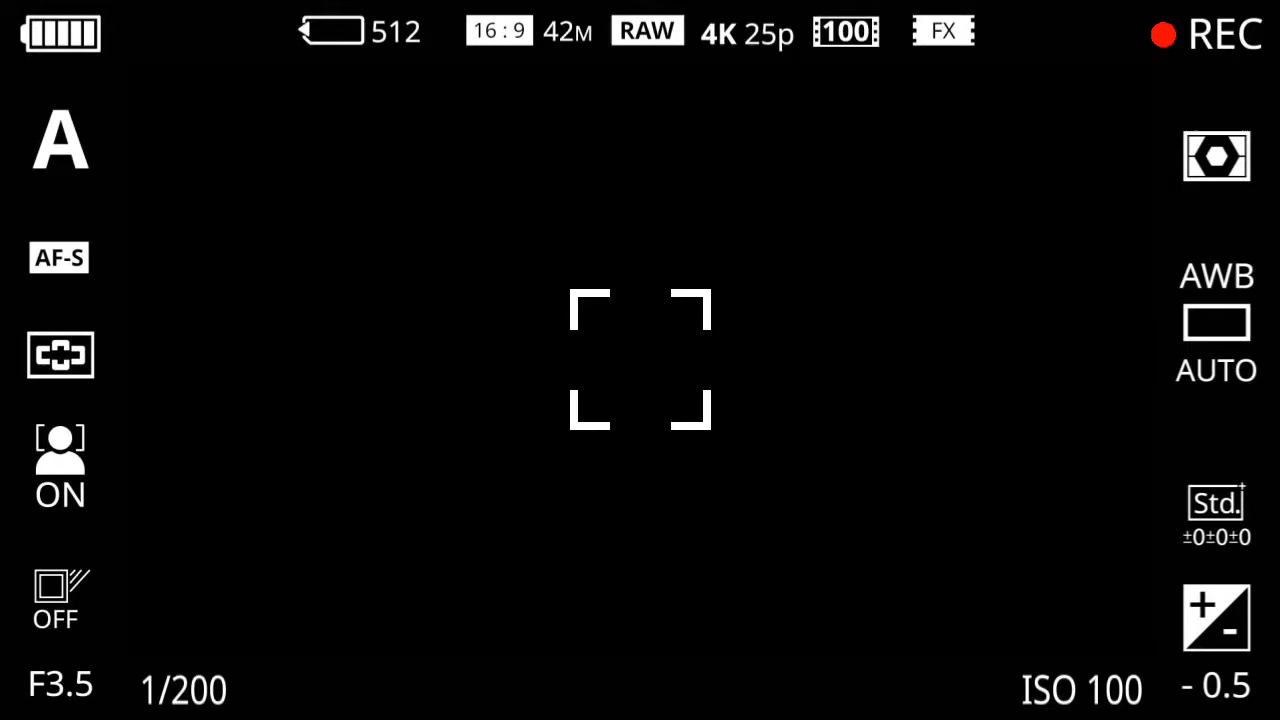 512 16:9 42M RAW 4K 25p 100 FX REC
A
AF-S
AWB
AUTO
ON
Std.+
±0±0±0
OFF
F3.5 1/200 ISO 100 - 0.5